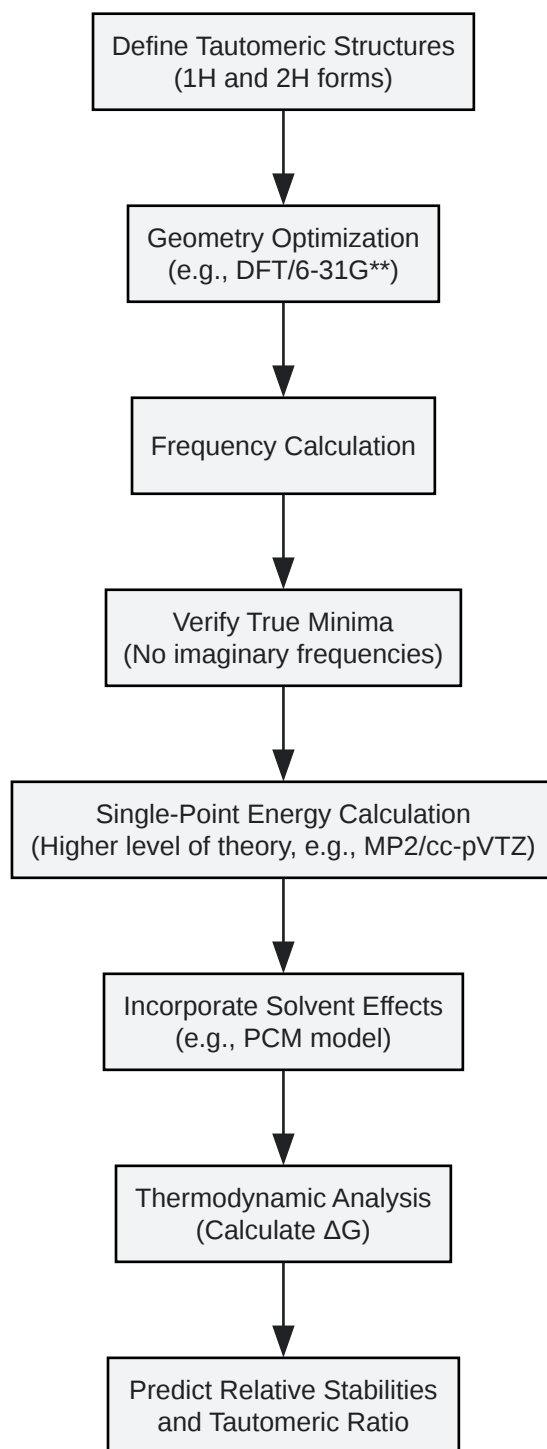 Define Tautomeric Structures
(1H and 2H forms)
Geometry Optimization
(e.g., DFT/6-31G**)
Frequency Calculation
Verify True Minima
(No imaginary frequencies)
Single-Point Energy Calculation
(Higher level of theory, e.g., MP2/cc-pVTZ)
Incorporate Solvent Effects
(e.g., PCM model)
Thermodynamic Analysis
(Calculate ΔG)
Predict Relative Stabilities
and Tautomeric Ratio